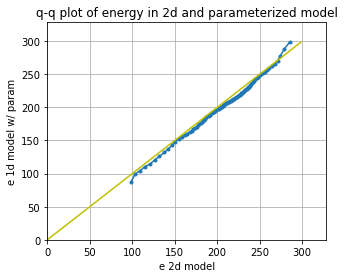 q-q plot of energy in 2d and parameterized model
300
250
200
150
100
50
0
e 1d model w/ param
0 50 100 150 200 250 300
e 2d model